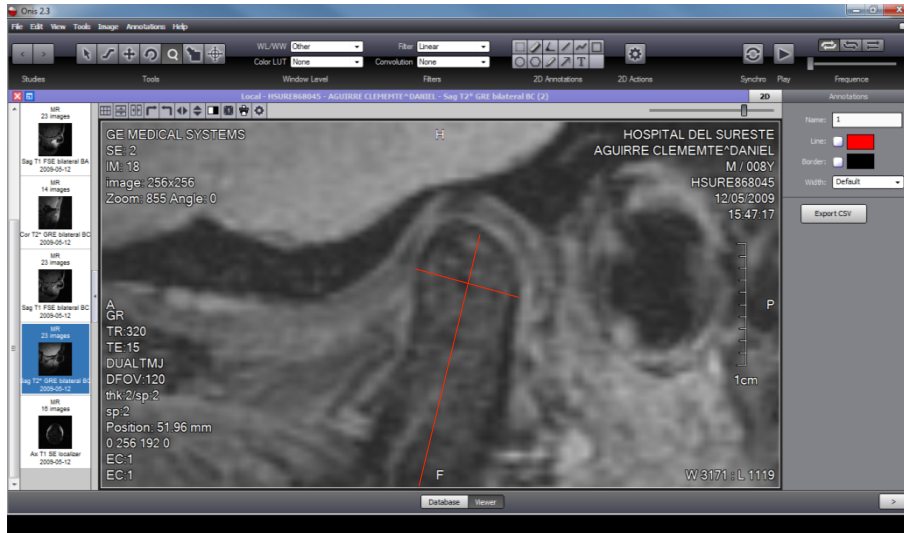 Onis 2.3
File Edit View Tools Image Annotations Help
WL/WW Other
Color LUT None
Filter Linear
Convolution None
T
Studies
Tools
Window Level
Filters
2D Annotations
2D Actions
Synchro
Play
Frequence
Local - HSURE868045 - AGUIRRE CLEMEMTE^DANIEL - Sag T2* GRE bilateral BC (2)
2D
Annotations
MR
23 images
Sag T1 FSE bilateral BA
2009-05-12
MR
14 images
Cor T2* GRE bilateral BC
2009-05-12
MR
23 images
Sag T1 FSE bilateral BC
2009-05-12
MR
23 images
Sag T2* GRE bilateral BC
2009-05-12
MR
16 images
Ax T1 SE localizer
2009-05-12
GE MEDICAL SYSTEMS
SE: 2
IM: 18
image: 256x256
Zoom: 855 Angle: 0
H
HOSPITAL DEL SURESTE
AGUIRRE CLEMEMTE^DANIEL
M / 008Y
HSURE868045
12/05/2009
15:47:17
A
P
GR
TR:320
TE:15
DUALTMJ
DFOV:120
thk:2/sp:2
sp:2
Position: 51.96 mm
0 256 192 0
EC:1
EC:1
F
1cm
W 3171 : L 1119
Name: 1
Line:
Border:
Width: Default
Export CSV
Database Viewer
>